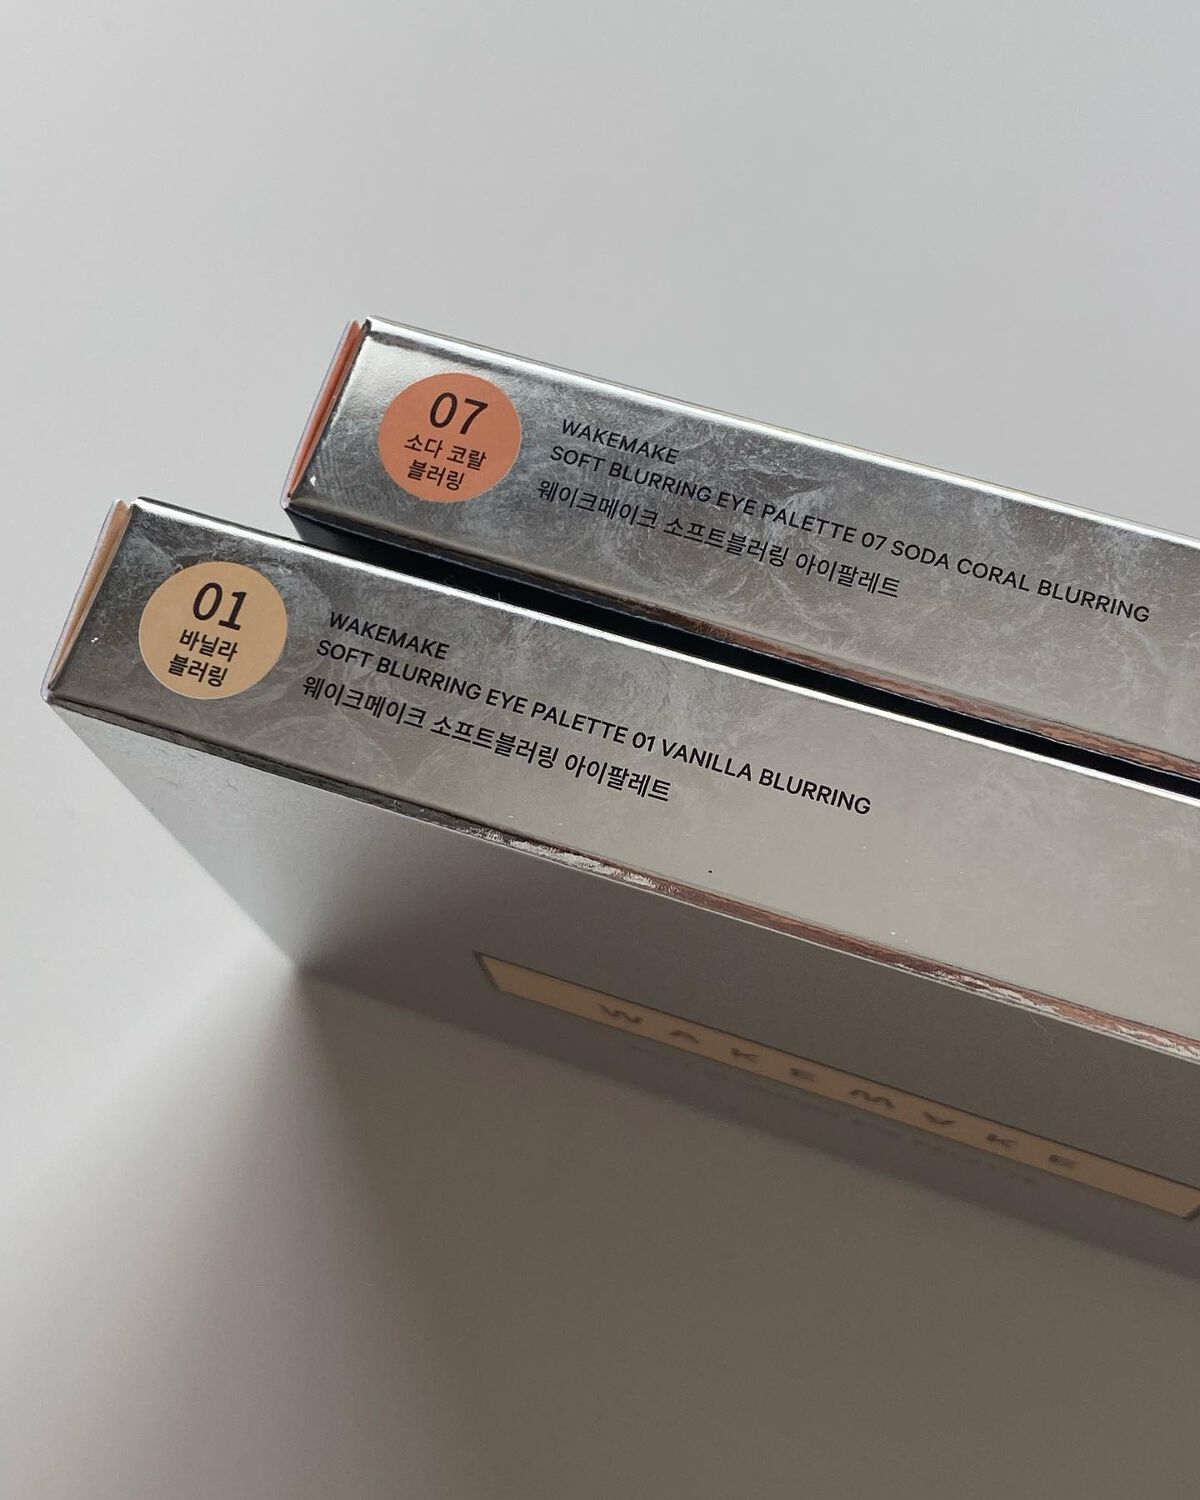 07
소다 코랄
블러링
WAKEMAKE
SOFT BLURRING EYE PALETTE 07 SODA CORAL BLURRING
웨이크메이크 소프트블러링 아이팔레트
01
바닐라
블러링
WAKEMAKE
SOFT BLURRING EYE PALETTE 01 VANILLA BLURRING
웨이크메이크 소프트블러링 아이팔레트
WAKEMAKE